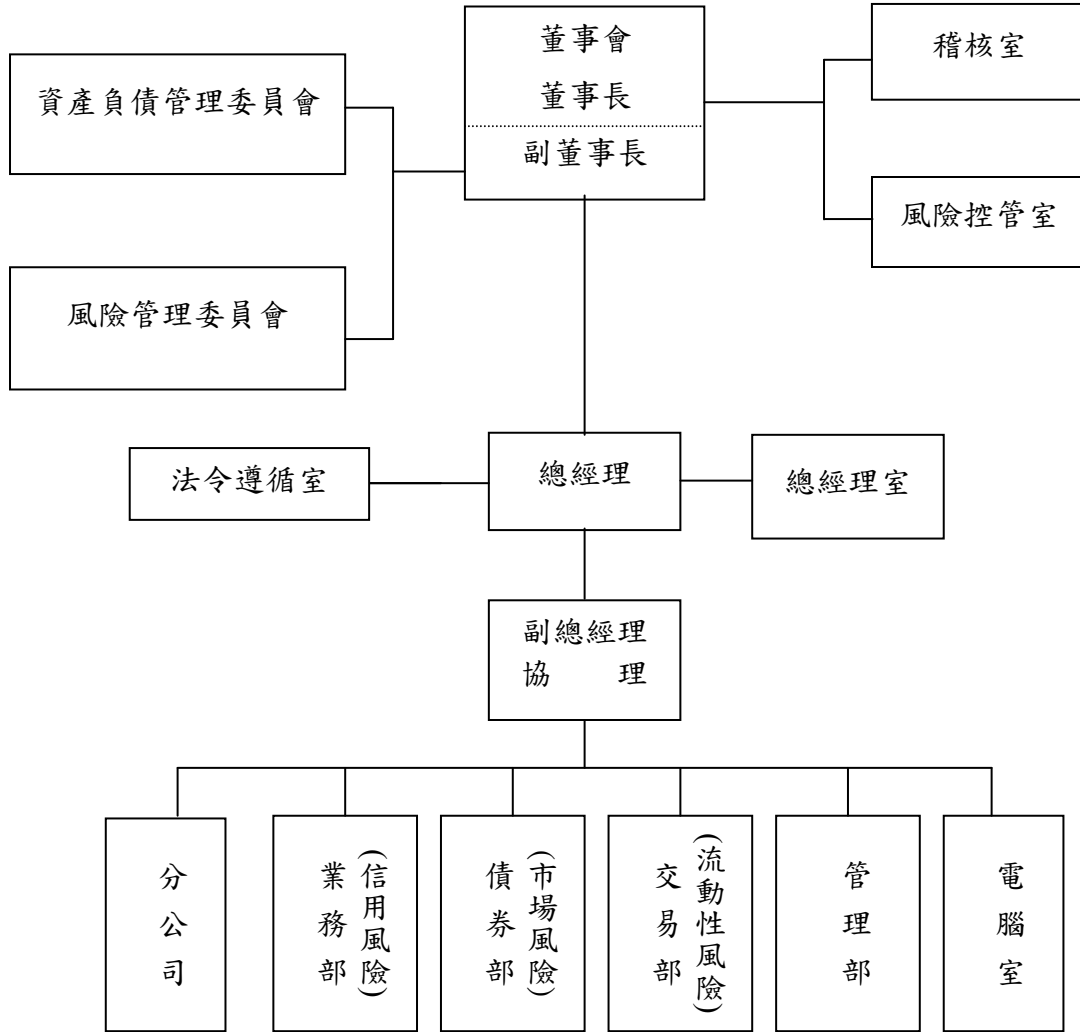 董事會
董事長
副董事長
稽核室
資產負債管理委員會
風險控管室
風險管理委員會
法令遵循室
總經理
總經理室
副總經理
協　　理
分公司
業務部
(信用風險)
債券部
(市場風險)
交易部
(流動性風險)
管理部
電腦室